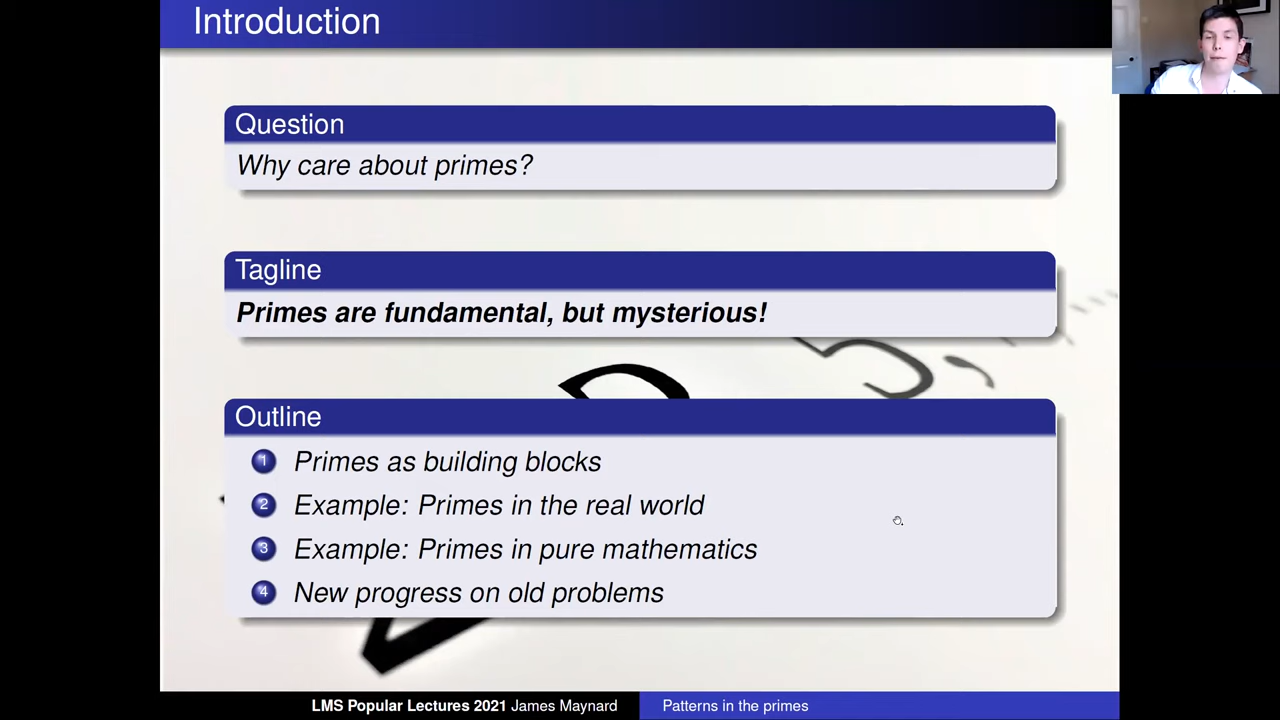 Introduction
Question
Why care about primes?
Tagline
Primes are fundamental, but mysterious!
Outline
1 Primes as building blocks
2 Example: Primes in the real world
3 Example: Primes in pure mathematics
4 New progress on old problems
LMS Popular Lectures 2021 James Maynard
Patterns in the primes